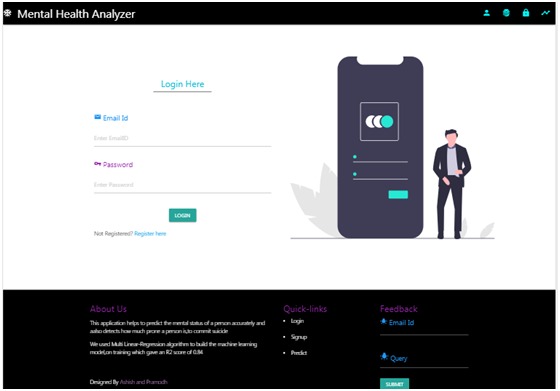 Mental Health Analyzer
Login Here
Email Id
Enter EmailID
Password
Enter Password
LOGIN
Not Registered? Register here
About Us
This application helps to predict the mental status of a person accurately and
aslso detects how much prone a person is,to commit suicide
We used Multi Linear-Regression algorithm to build the machine learning
model,on training which gave an R2 score of 0.94
Designed By Ashish and Pramodh
Quick-links
Login
Signup
Predict
Feedback
Email Id
Query
SUBMIT